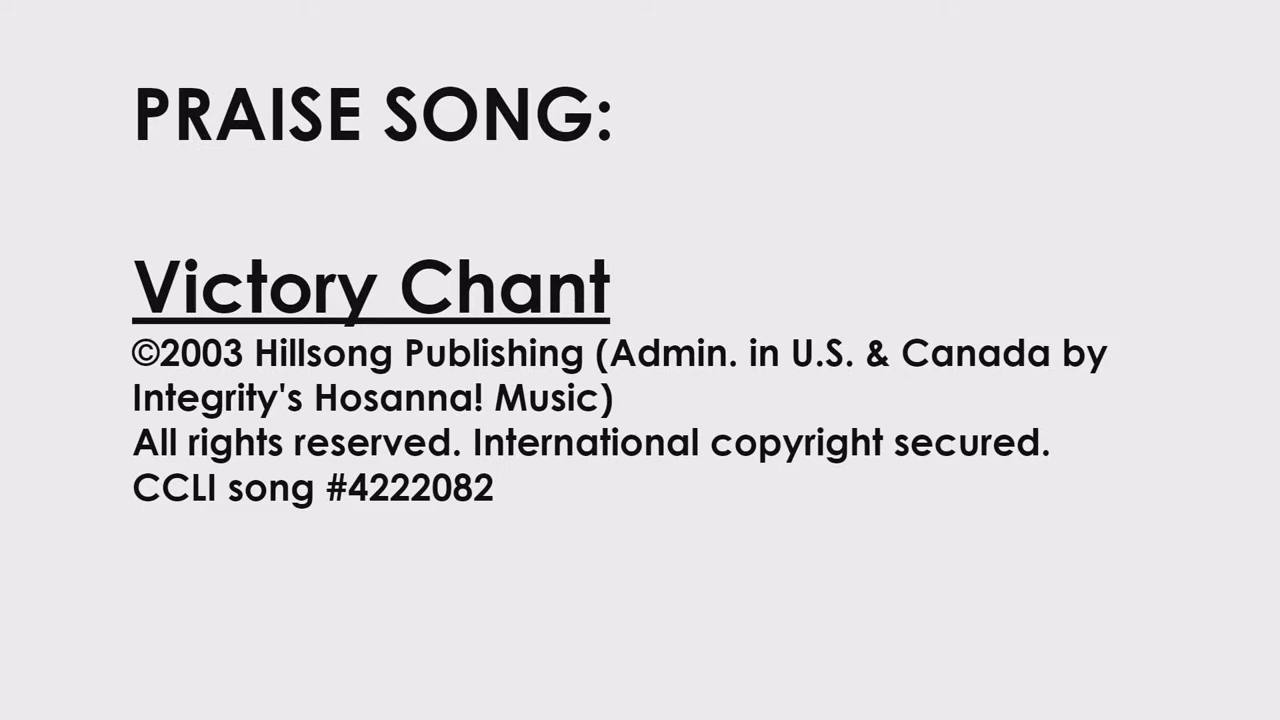 PRAISE SONG:
Victory Chant
©2003 Hillsong Publishing (Admin. in U.S. & Canada by
Integrity's Hosanna! Music)
All rights reserved. International copyright secured.
CCLI song #4222082